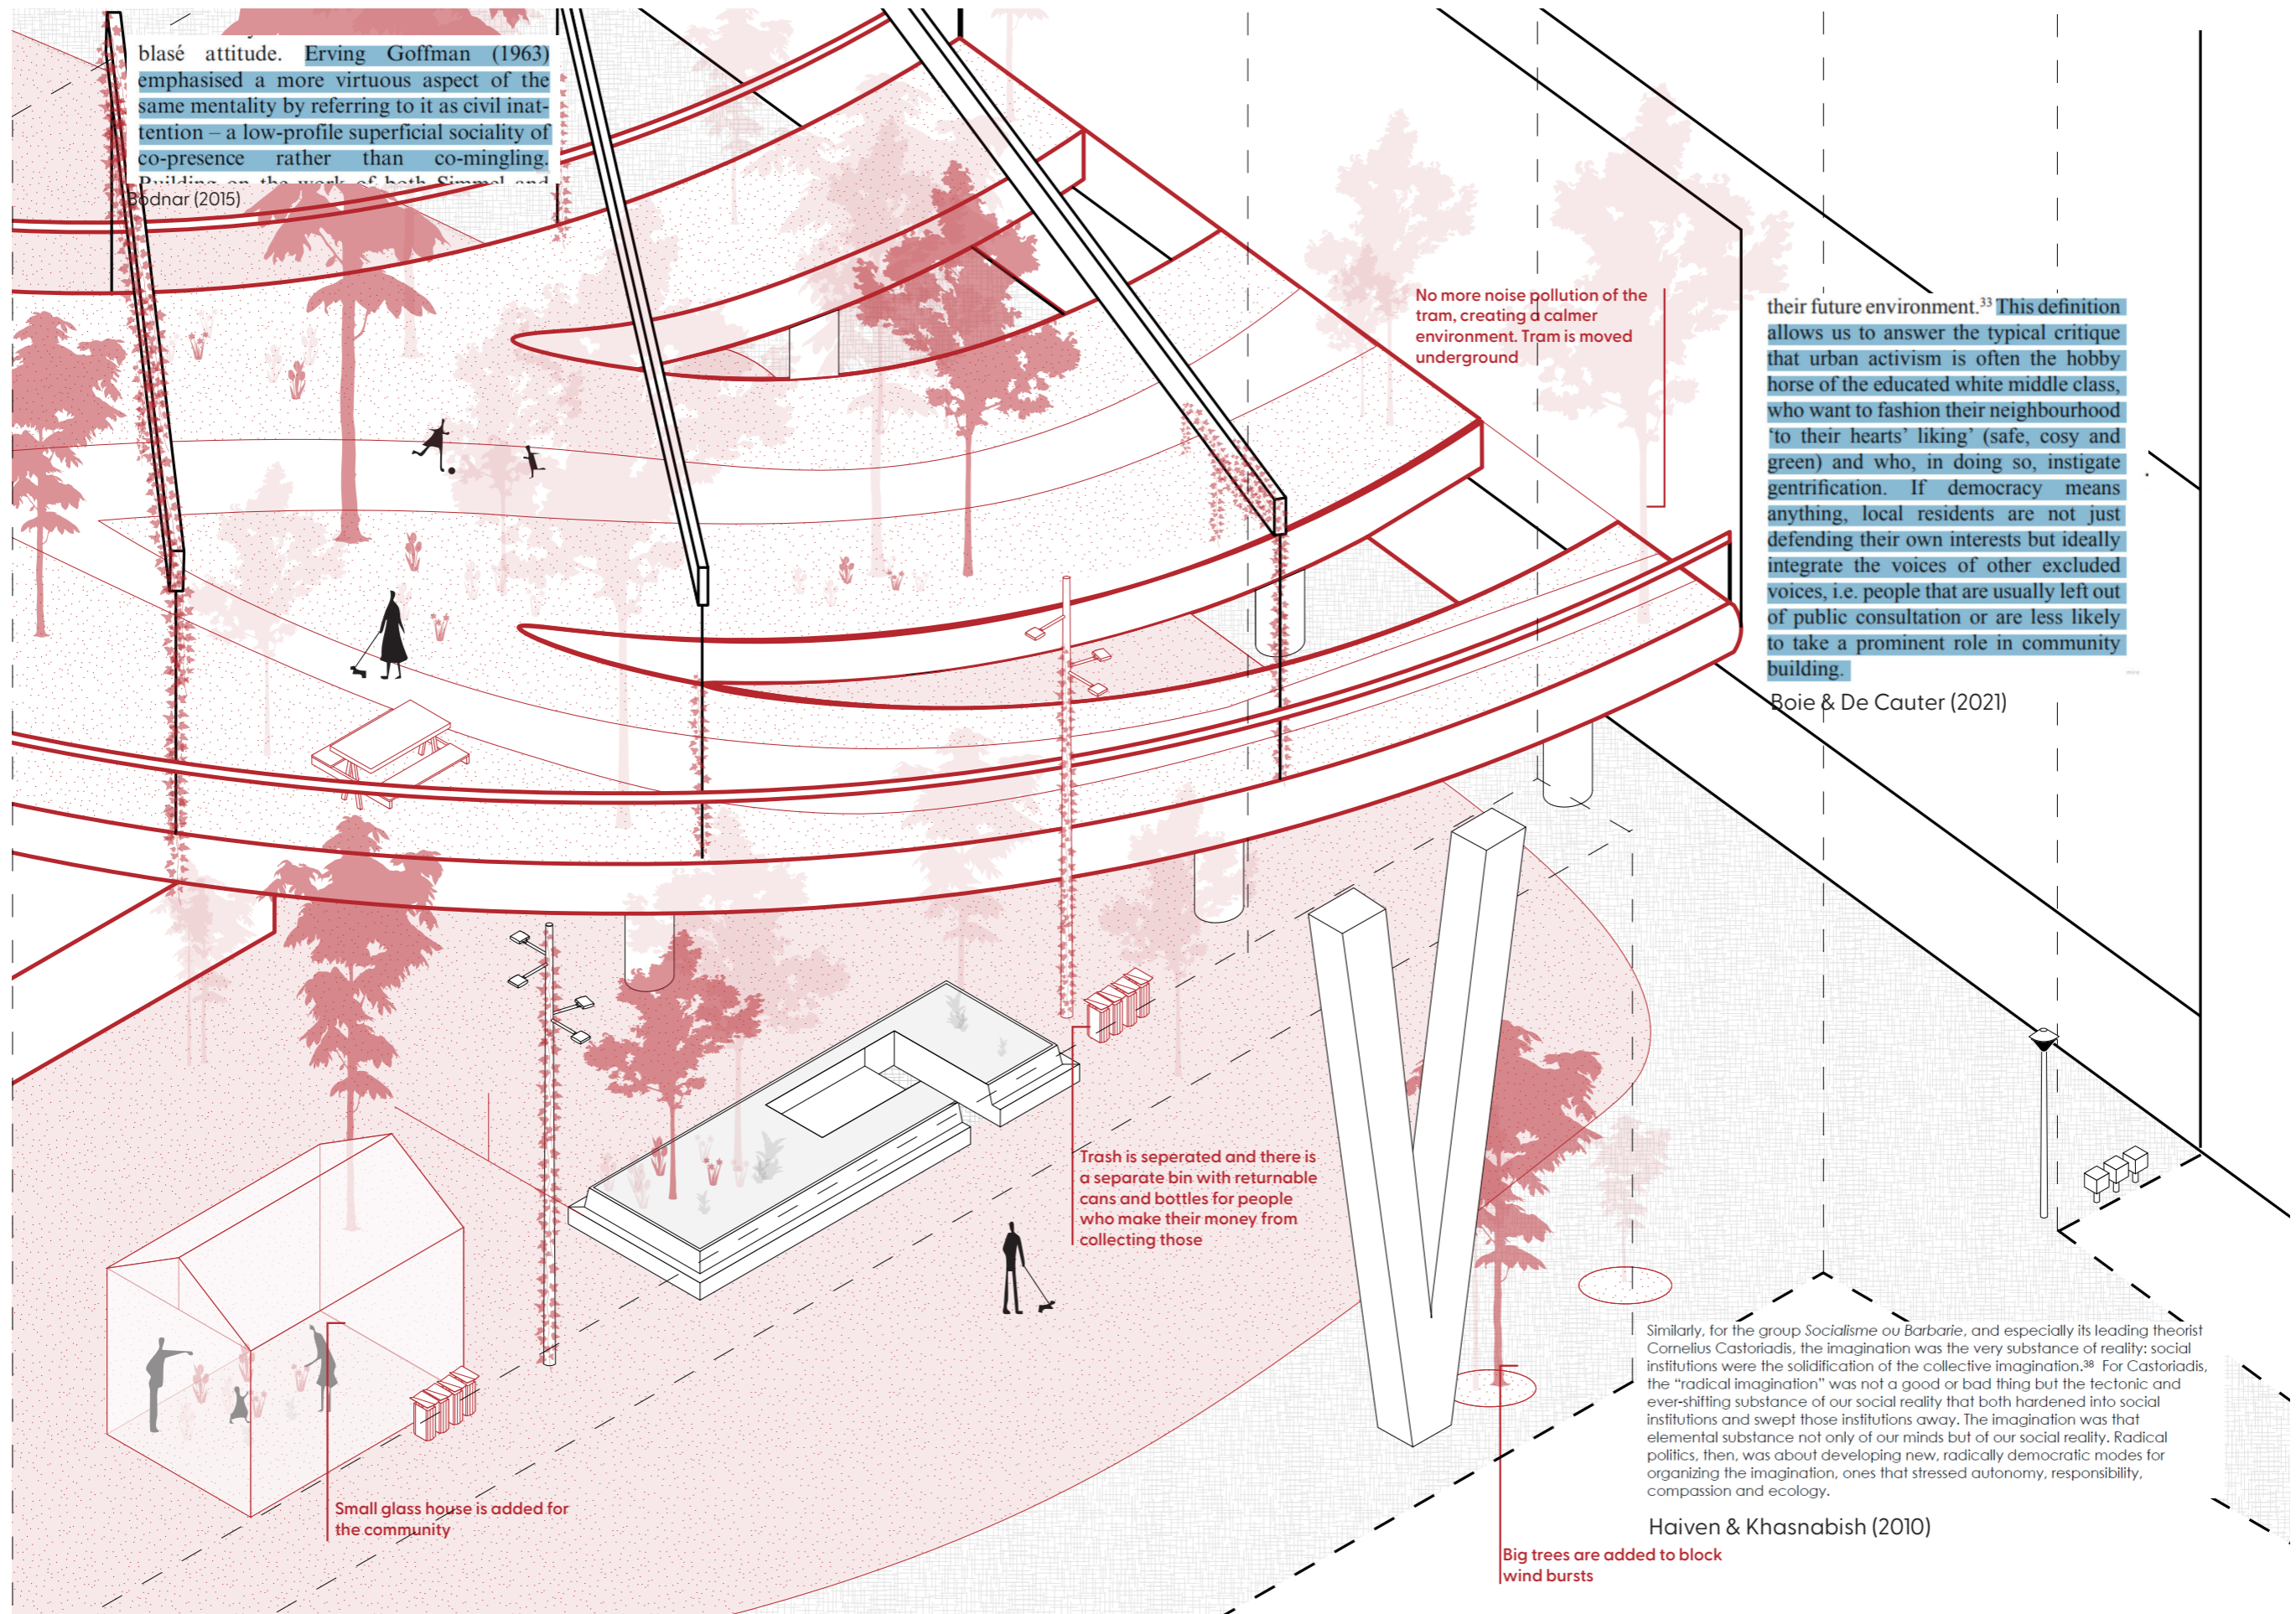 blasé attitude. Erving Goffman (1963)
emphasised a more virtuous aspect of the
same mentality by referring to it as civil inat-
tention – a low-profile superficial sociality of
co-presence rather than co-mingling.
Building on the work of both Simmel and
Bodnar (2015)
No more noise pollution of the
tram, creating a calmer
environment. Tram is moved
underground
their future environment.³³ This definition
allows us to answer the typical critique
that urban activism is often the hobby
horse of the educated white middle class,
who want to fashion their neighbourhood
‘to their hearts’ liking’ (safe, cosy and
green) and who, in doing so, instigate
gentrification. If democracy means
anything, local residents are not just
defending their own interests but ideally
integrate the voices of other excluded
voices, i.e. people that are usually left out
of public consultation or are less likely
to take a prominent role in community
building.
Boie & De Cauter (2021)
Trash is seperated and there is
a separate bin with returnable
cans and bottles for people
who make their money from
collecting those
Small glass house is added for
the community
Similarly, for the group Socialisme ou Barbarie, and especially its leading theorist
Cornelius Castoriadis, the imagination was the very substance of reality: social
institutions were the solidification of the collective imagination.³⁸ For Castoriadis,
the “radical imagination” was not a good or bad thing but the tectonic and
ever-shifting substance of our social reality that both hardened into social
institutions and swept those institutions away. The imagination was that
elemental substance not only of our minds but of our social reality. Radical
politics, then, was about developing new, radically democratic modes for
organizing the imagination, ones that stressed autonomy, responsibility,
compassion and ecology.
Haiven & Khasnabish (2010)
Big trees are added to block
wind bursts